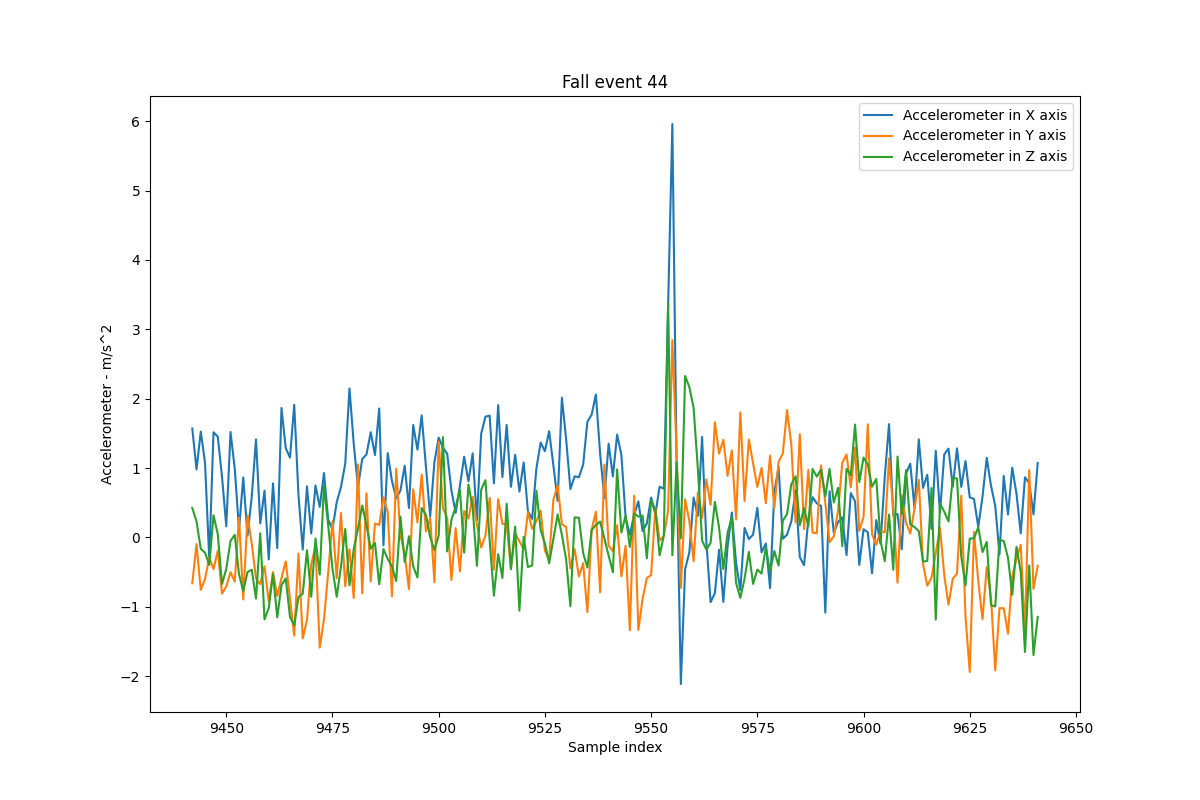 Fall event 44
Accelerometer in X axis
Accelerometer in Y axis
Accelerometer in Z axis
Accelerometer - m/s^2
6
5
4
3
2
1
0
−1
−2
9450 9475 9500 9525 9550 9575 9600 9625 9650
Sample index